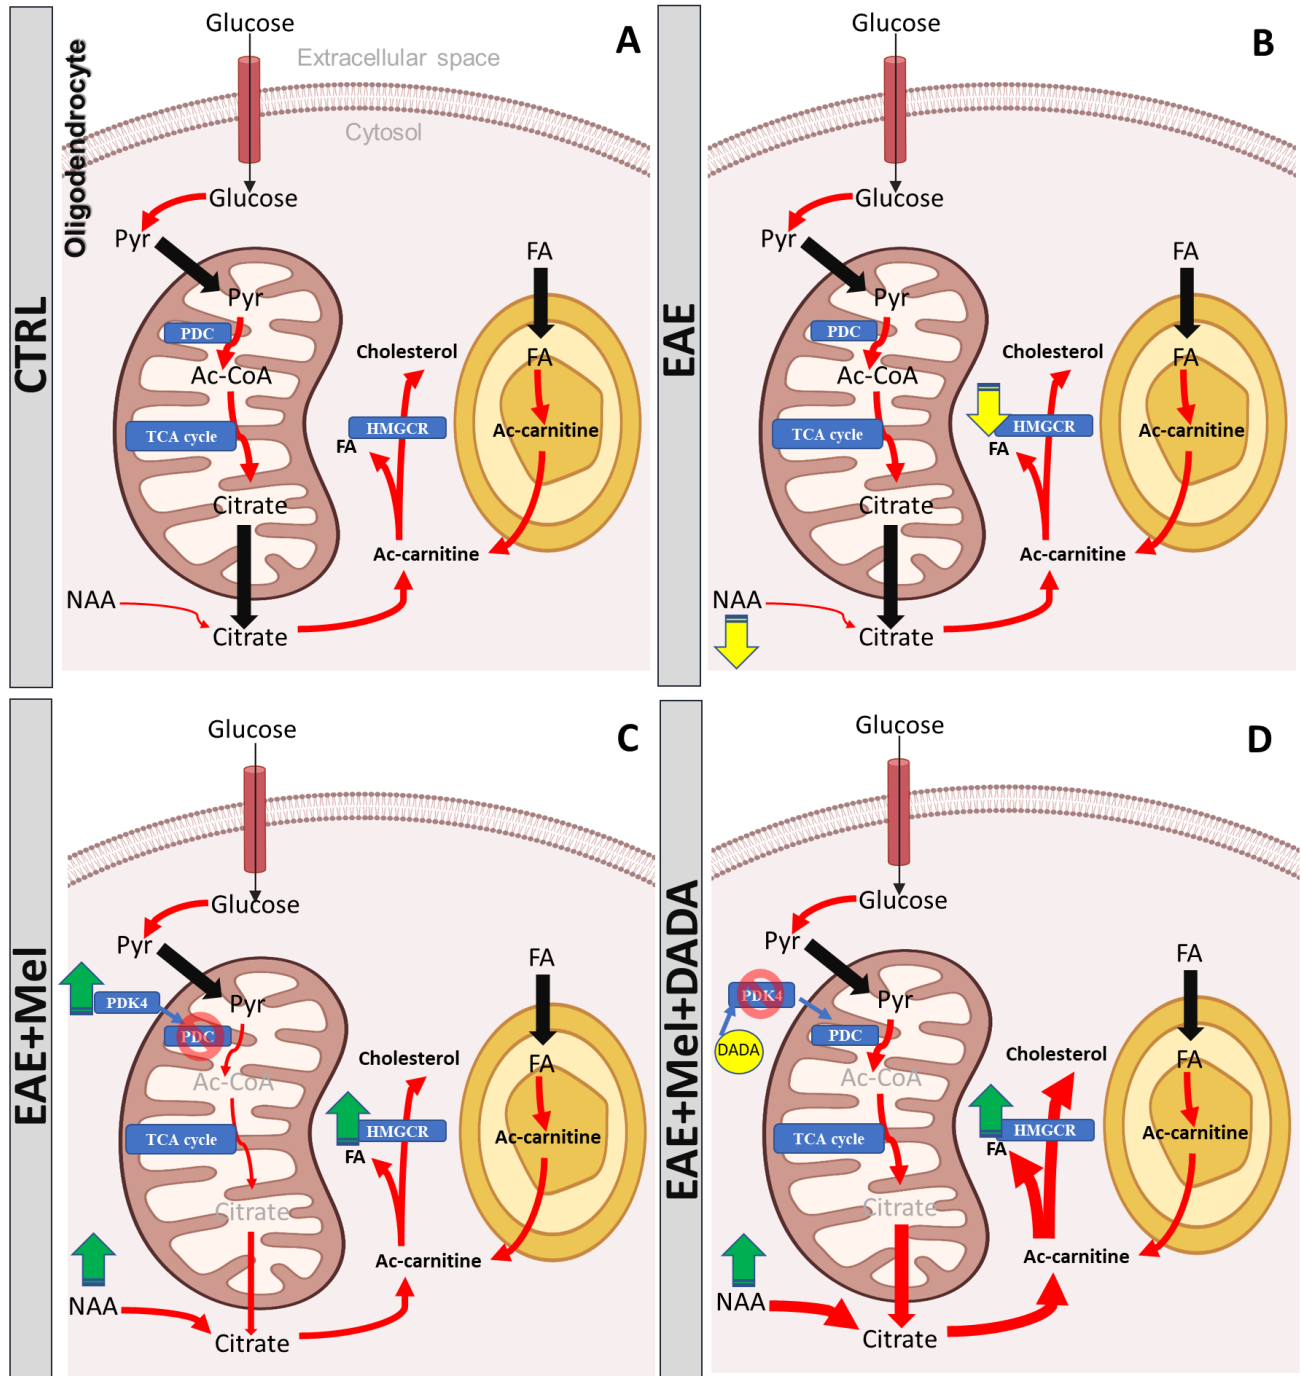 CTRL
Oligodendrocyte
A
Glucose
Extracellular space
Cytosol
Glucose
Pyr
Pyr
PDC
Ac-CoA
TCA cycle
Citrate
NAA
Citrate
FA
FA
Cholesterol
HMGCR
FA
Ac-carnitine
Ac-carnitine
EAE
B
Glucose
Glucose
Pyr
Pyr
PDC
Ac-CoA
TCA cycle
Citrate
NAA
Citrate
FA
FA
Cholesterol
HMGCR
FA
Ac-carnitine
Ac-carnitine
EAE+Mel
C
Glucose
Glucose
Pyr
PDK4
Pyr
PDC
Ac-CoA
TCA cycle
Citrate
NAA
Citrate
FA
FA
Cholesterol
HMGCR
FA
Ac-carnitine
Ac-carnitine
EAE+Mel+DADA
D
Glucose
Glucose
Pyr
PDK4
DADA
Pyr
PDC
Ac-CoA
TCA cycle
Citrate
NAA
Citrate
FA
FA
Cholesterol
HMGCR
FA
Ac-carnitine
Ac-carnitine